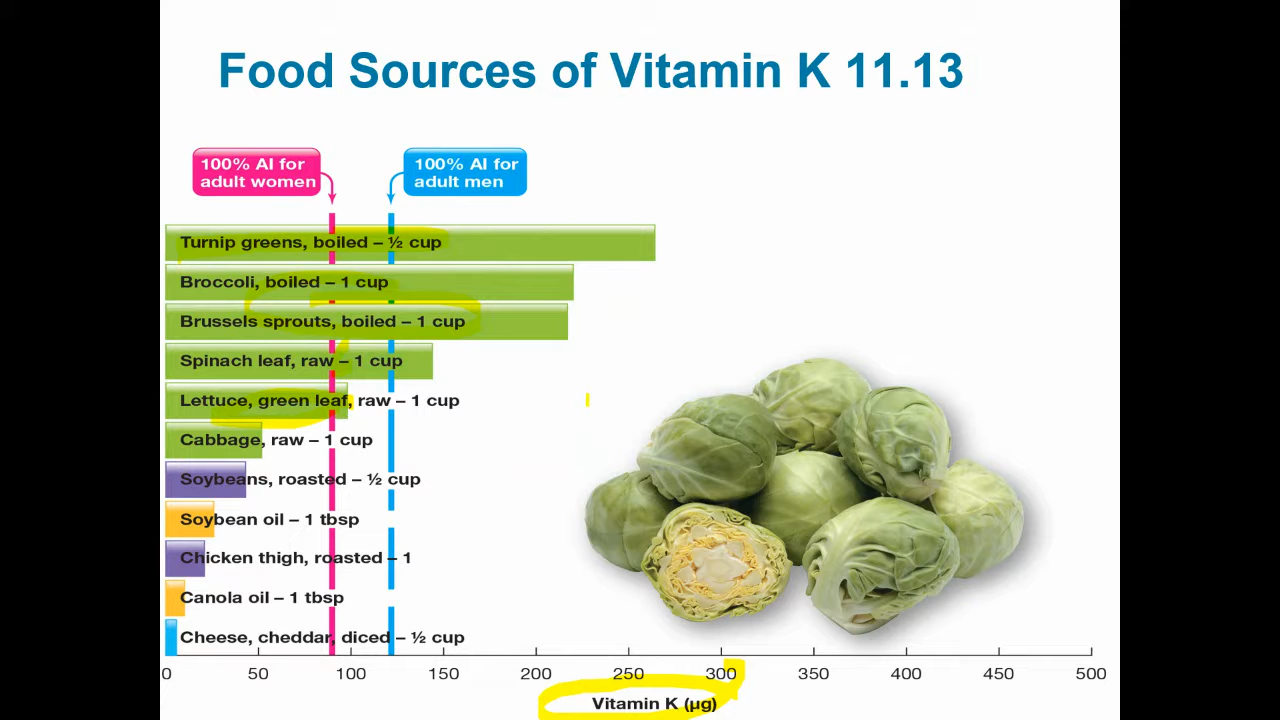 Food Sources of Vitamin K 11.13
100% AI for
adult women
100% AI for
adult men
Turnip greens, boiled – ½ cup
Broccoli, boiled – 1 cup
Brussels sprouts, boiled – 1 cup
Spinach leaf, raw – 1 cup
Lettuce, green leaf, raw – 1 cup
Cabbage, raw – 1 cup
Soybeans, roasted – ½ cup
Soybean oil – 1 tbsp
Chicken thigh, roasted – 1
Canola oil – 1 tbsp
Cheese, cheddar, diced – ½ cup
0 50 100 150 200 250 300 350 400 450 500
Vitamin K (µg)